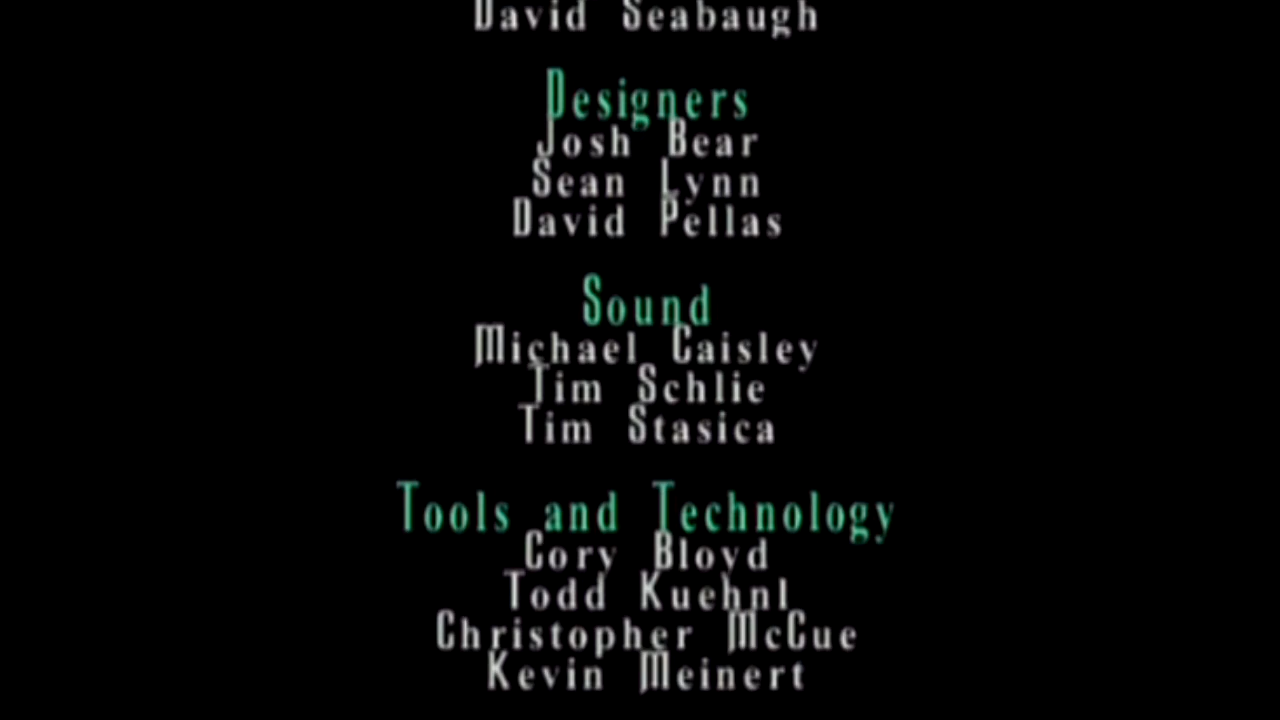 David Seabaugh
Designers
Josh Bear
Sean Lynn
David Pellas
Sound
Michael Caisley
Tim Schlie
Tim Stasica
Tools and Technology
Cory Bloyd
Todd Kuehnl
Christopher McCue
Kevin Meinert